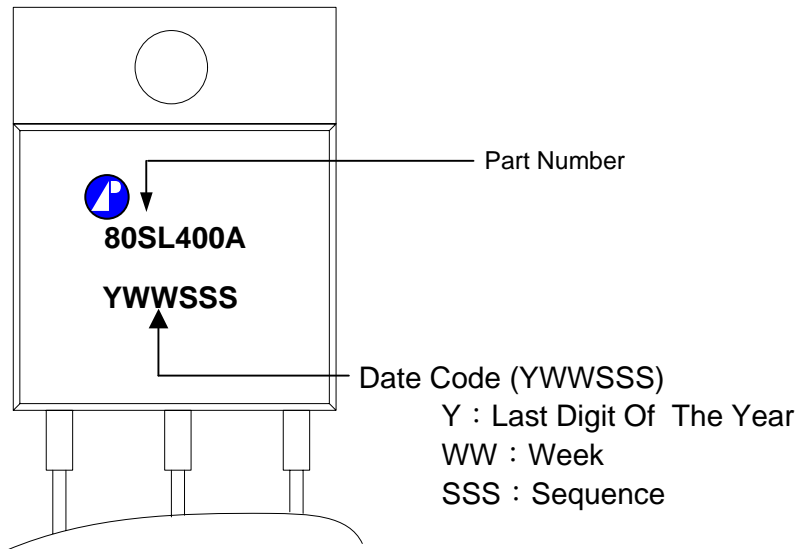 Part Number
80SL400A
YWWSSS
Date Code (YWWSSS)
Y：Last Digit Of The Year
WW：Week
SSS：Sequence